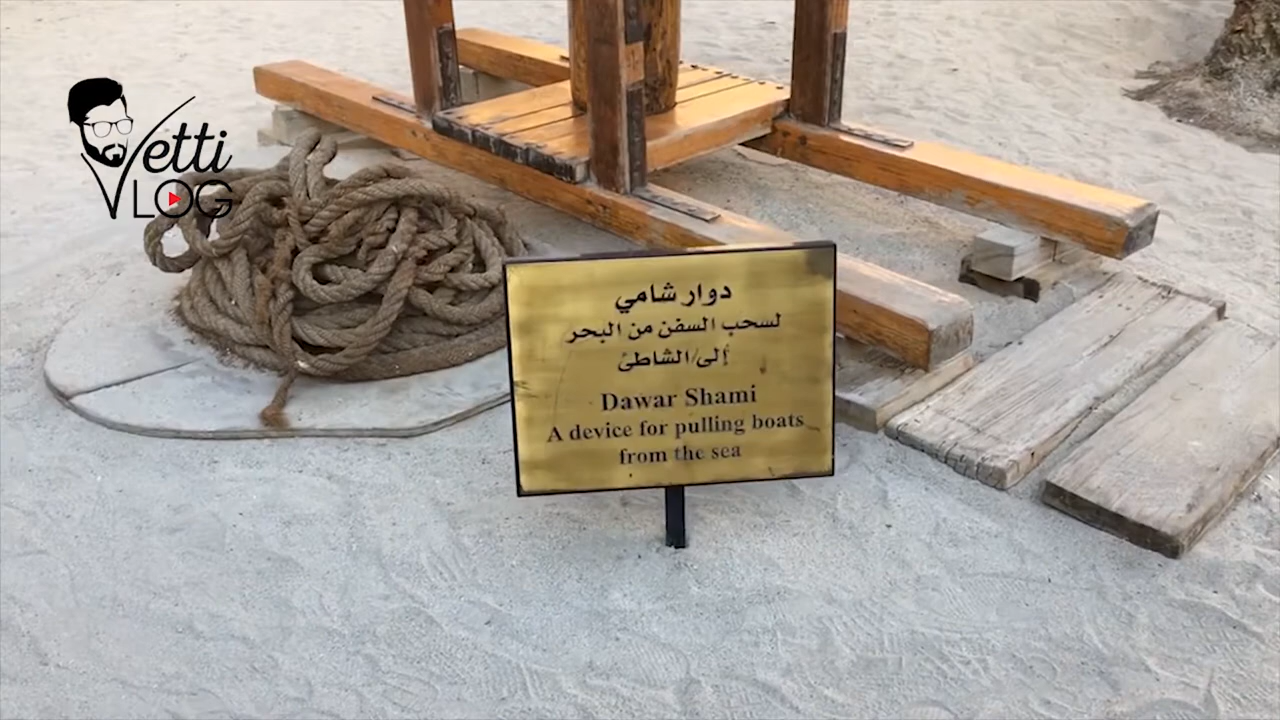 Vetti
VLOG
دوار شامي
لسحب السفن من البحر
إلى الشاطئ
Dawar Shami
A device for pulling boats
from the sea